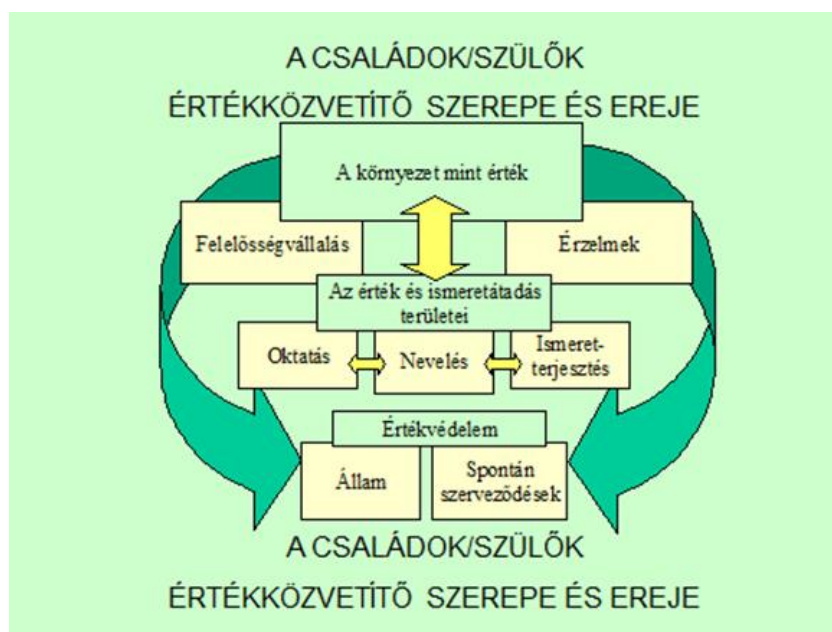 A CSALÁDOK/SZÜLŐK
ÉRTÉKKÖZVETÍTŐ SZEREPE ÉS EREJE
A környezet mint érték
Felelősségvállalás
Érzelmek
Az érték és ismeretátadás
területei
Oktatás
Nevelés
Ismeret-
terjesztés
Értékvédelem
Állam
Spontán
szerveződések
A CSALÁDOK/SZÜLŐK
ÉRTÉKKÖZVETÍTŐ SZEREPE ÉS EREJE